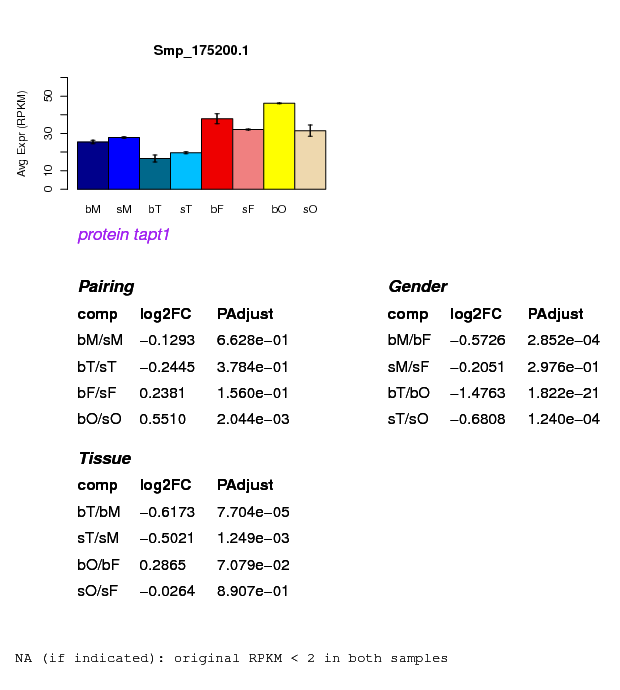 Smp_175200.1
Avg Expr (RPKM)
0 10 30 50
bM sM bT sT bF sF bO sO
protein tapt1
Pairing
comp log2FC PAdjust
bM/sM −0.1293 6.628e−01
bT/sT −0.2445 3.784e−01
bF/sF 0.2381 1.560e−01
bO/sO 0.5510 2.044e−03
Gender
comp log2FC PAdjust
bM/bF −0.5726 2.852e−04
sM/sF −0.2051 2.976e−01
bT/bO −1.4763 1.822e−21
sT/sO −0.6808 1.240e−04
Tissue
comp log2FC PAdjust
bT/bM −0.6173 7.704e−05
sT/sM −0.5021 1.249e−03
bO/bF 0.2865 7.079e−02
sO/sF −0.0264 8.907e−01
NA (if indicated): original RPKM < 2 in both samples